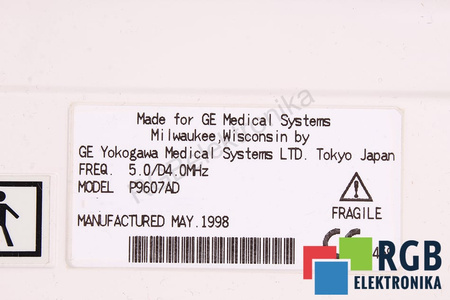 Made for GE Medical Systems
Milwaukee,Wisconsin by
GE Yokogawa Medical Systems LTD. Tokyo Japan
FREQ. 5.0/D4.0MHz
MODEL P9607AD
FRAGILE
MANUFACTURED MAY.1998
CE
RGB
ELEKTRONIKA